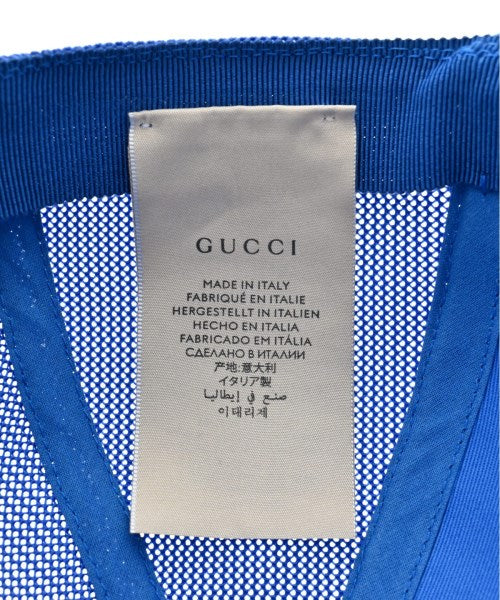 GUCCI
MADE IN ITALY
FABRIQUÉ EN ITALIE
HERGESTELLT IN ITALIEN
HECHO EN ITALIA
FABRICADO EM ITÁLIA
СДЕЛАНО В ИТАЛИИ
产地:意大利
イタリア製
صنع في إيطاليا
이태리제